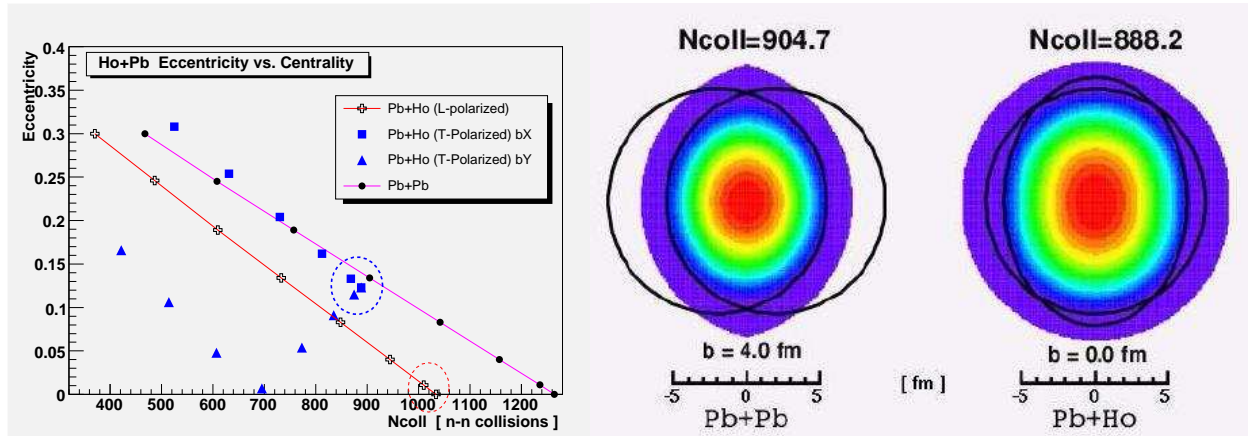 Ho+Pb Eccentricity vs. Centrality
Eccentricity
0.4
0.35
0.3
0.25
0.2
0.15
0.1
0.05
0
Pb+Ho (L-polarized)
Pb+Ho (T-Polarized) bX
Pb+Ho (T-Polarized) bY
Pb+Pb
400 500 600 700 800 900 1000 1100 1200
Ncoll [ n-n collisions ]
Ncoll=904.7
b = 4.0 fm
-5 0 5
Pb+Pb
[ fm ]
Ncoll=888.2
b = 0.0 fm
-5 0 5
Pb+Ho